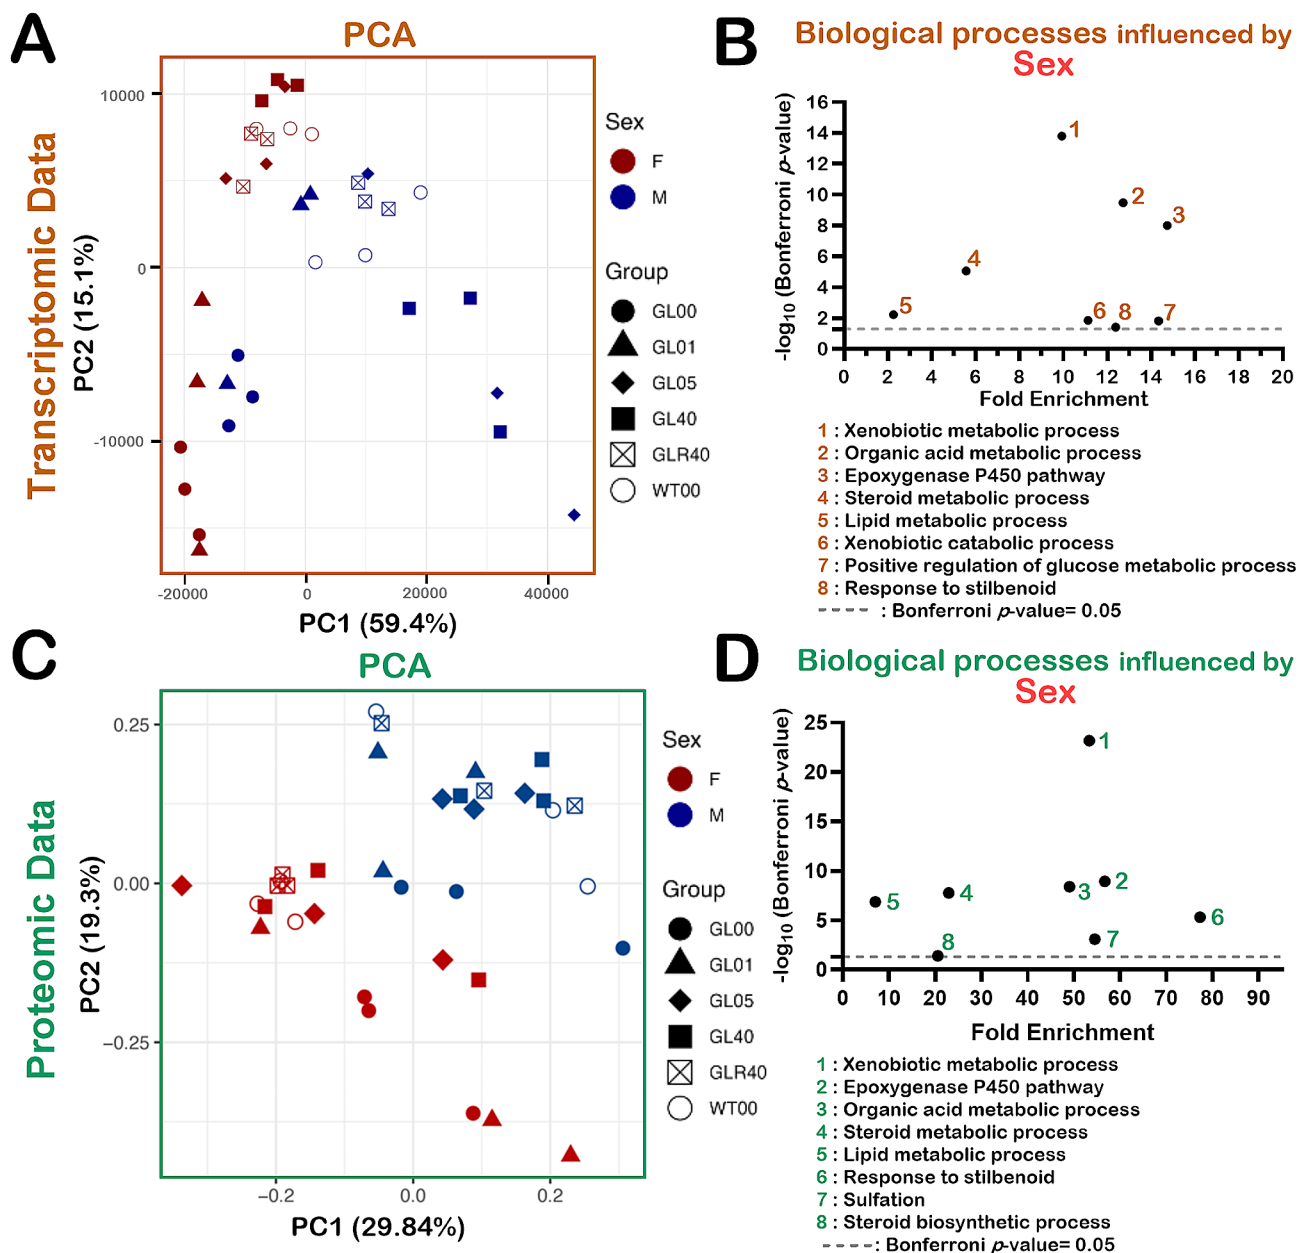 A
PCA
Transcriptomic Data
PC2 (15.1%)
10000
0
-10000
-20000
0
20000
40000
PC1 (59.4%)
Sex
F
M
Group
GL00
GL01
GL05
GL40
GLR40
WT00
B
Biological processes influenced by
Sex
-log10 (Bonferroni p-value)
16
14
12
10
8
6
4
2
0
1
2
3
4
5
6
8
7
0 2 4 6 8 10 12 14 16 18 20
Fold Enrichment
1 : Xenobiotic metabolic process
2 : Organic acid metabolic process
3 : Epoxygenase P450 pathway
4 : Steroid metabolic process
5 : Lipid metabolic process
6 : Xenobiotic catabolic process
7 : Positive regulation of glucose metabolic process
8 : Response to stilbenoid
---- : Bonferroni p-value= 0.05
C
PCA
Proteomic Data
PC2 (19.3%)
0.25
0.00
−0.25
−0.2
0.0
0.2
PC1 (29.84%)
Sex
F
M
Group
GL00
GL01
GL05
GL40
GLR40
WT00
D
Biological processes influenced by
Sex
-log10 (Bonferroni p-value)
25
20
15
10
5
0
1
2
3
4
5
6
7
8
0 10 20 30 40 50 60 70 80 90
Fold Enrichment
1 : Xenobiotic metabolic process
2 : Epoxygenase P450 pathway
3 : Organic acid metabolic process
4 : Steroid metabolic process
5 : Lipid metabolic process
6 : Response to stilbenoid
7 : Sulfation
8 : Steroid biosynthetic process
----: Bonferroni p-value= 0.05